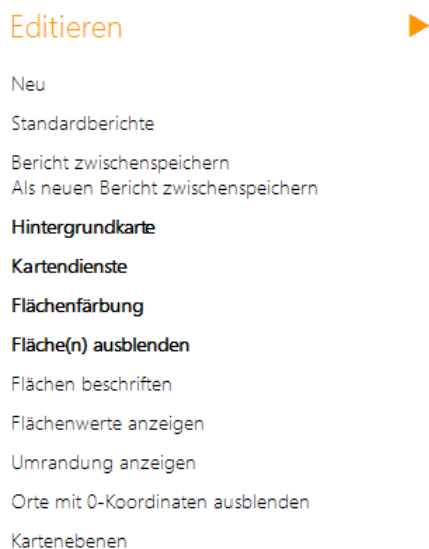 Editieren
Neu
Standardberichte
Bericht zwischenspeichern
Als neuen Bericht zwischenspeichern
Hintergrundkarte
Kartendienste
Flächenfärbung
Fläche(n) ausblenden
Flächen beschriften
Flächenwerte anzeigen
Umrandung anzeigen
Orte mit 0-Koordinaten ausblenden
Kartenebenen